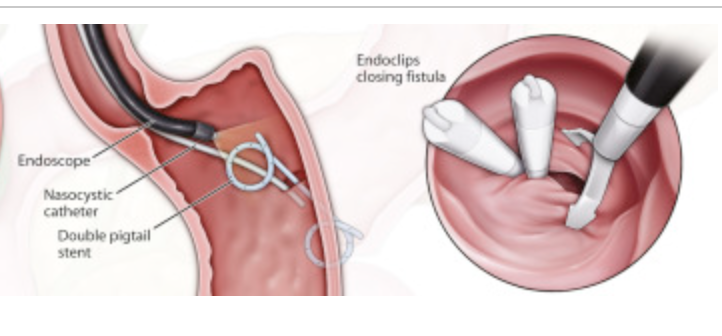 Endoclips
closing fistula
Endoscope
Nasocystic
catheter
Double pigtail
stent